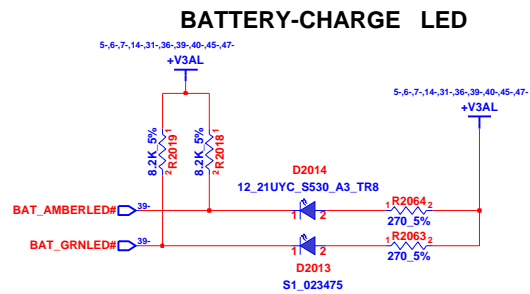 BATTERY-CHARGE LED
5-,6-,7-,14-,31-,36-,39-,40-,45-,47-
+V3AL
5-,6-,7-,14-,31-,36-,39-,40-,45-,47-
+V3AL
1
8.2K_5%
R2019
2
1
8.2K_5%
R2018
2
D2014
12_21UYC_S530_A3_TR8
BAT_AMBERLED# 39-
1 2
1 R2064 2
270_5%
BAT_GRNLED# 39-
1 2
1 R2063 2
270_5%
D2013
S1_023475